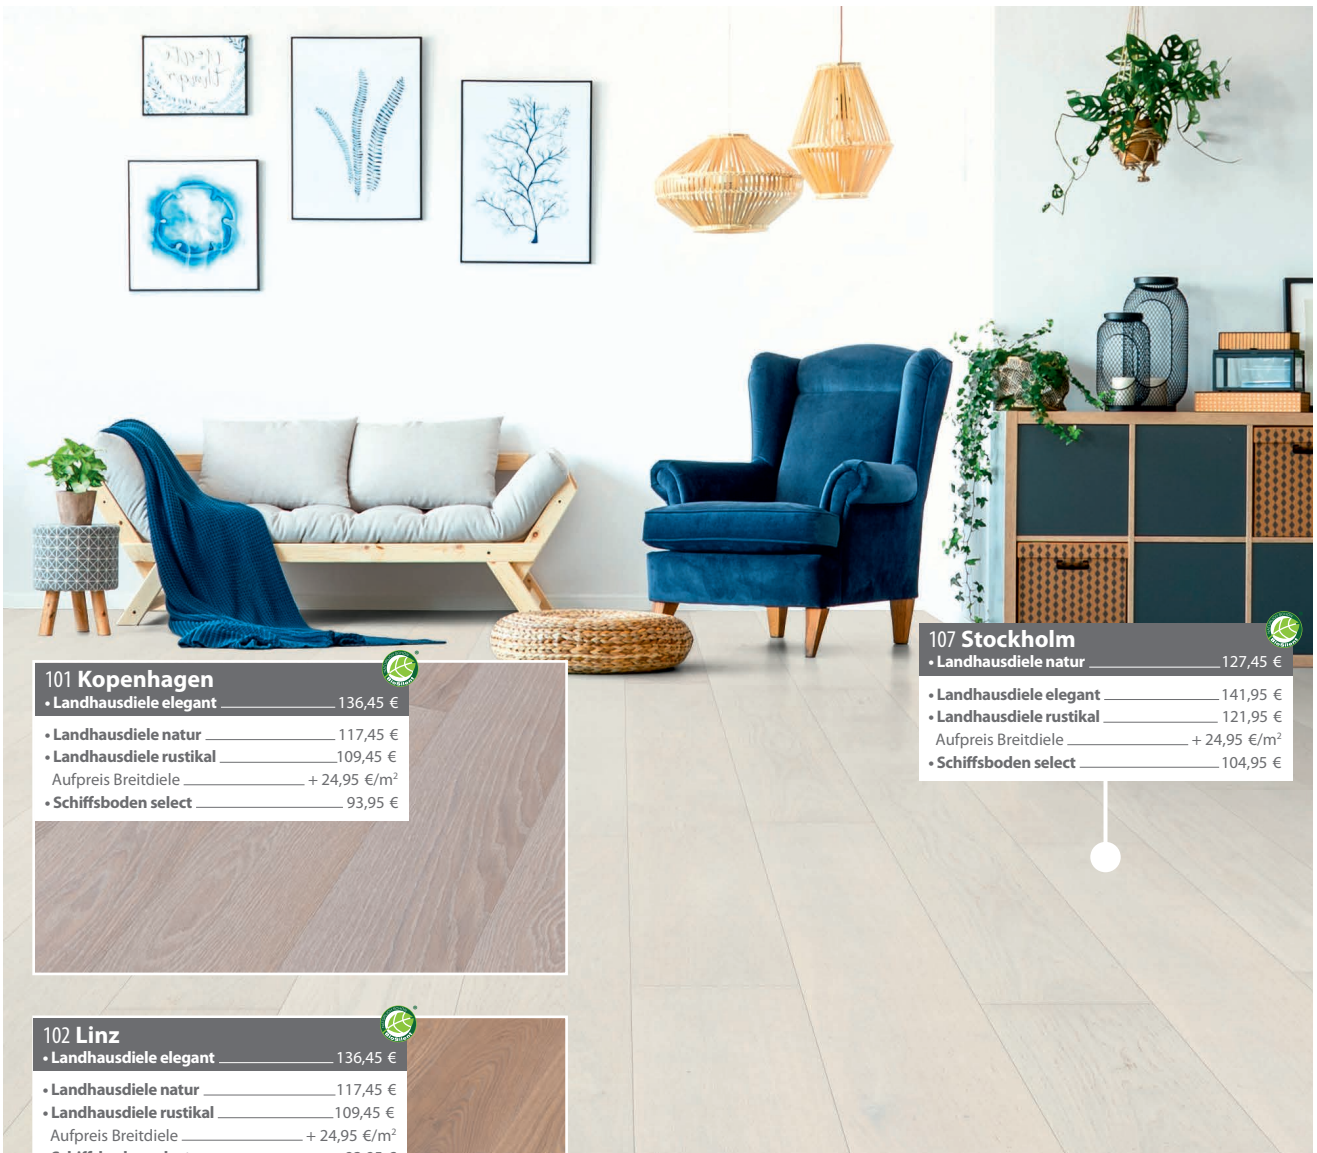 101 Kopenhagen
• Landhausdiele elegant 136,45 €
• Landhausdiele natur 117,45 €
• Landhausdiele rustikal 109,45 €
Aufpreis Breitdiele + 24,95 €/m²
• Schiffsboden select 93,95 €
107 Stockholm
• Landhausdiele natur 127,45 €
• Landhausdiele elegant 141,95 €
• Landhausdiele rustikal 121,95 €
Aufpreis Breitdiele + 24,95 €/m²
• Schiffsboden select 104,95 €
102 Linz
• Landhausdiele elegant 136,45 €
• Landhausdiele natur 117,45 €
• Landhausdiele rustikal 109,45 €
Aufpreis Breitdiele + 24,95 €/m²